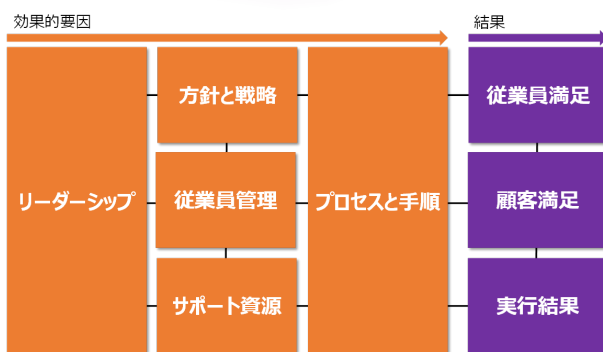 効果的要因
結果
リーダーシップ
方針と戦略
従業員管理
サポート資源
プロセスと手順
従業員満足
顧客満足
実行結果